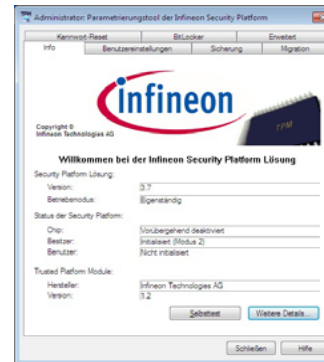 Administrator: Parametrierungstool der Infineon Security Platform
Kennwort-Reset BitLocker Erweitert
Info Benutzereinstellungen Sicherung Migration
infineon
TPM
Copyright ©
Infineon Technologies AG
Willkommen bei der Infineon Security Platform Lösung
Security Platform Lösung:
Version: 3.7
Betriebsmodus: Eigenständig
Status der Security Platform:
Chip: Vorübergehend deaktiviert
Besitzer: Initialisiert (Modus 2)
Benutzer: Nicht initialisiert
Trusted Platform Module:
Hersteller: Infineon Technologies AG
Version: 1.2
Selbsttest Weitere Details...
Schließen Hilfe